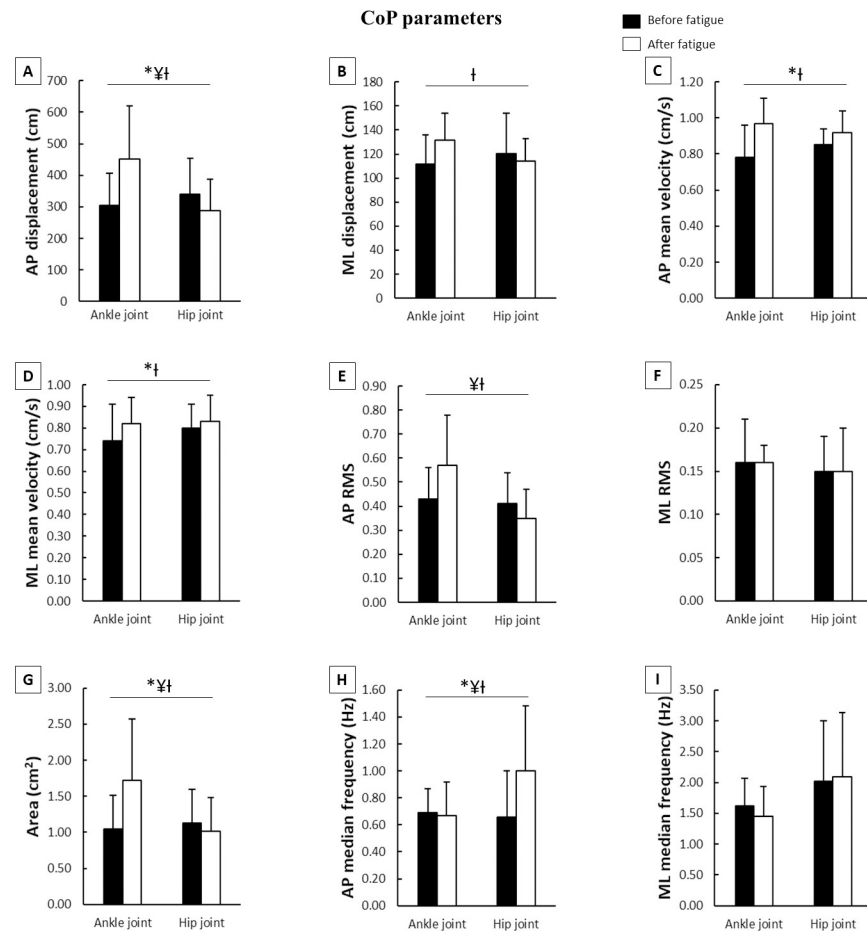 CoP parameters
Before fatigue
After fatigue
A
*¥ƚ
AP displacement (cm)
700
600
500
400
300
200
100
0
Ankle joint
Hip joint
B
ƚ
ML displacement (cm)
180
160
140
120
100
80
60
40
20
0
Ankle joint
Hip joint
C
*ƚ
AP mean velocity (cm/s)
1.20
1.00
0.80
0.60
0.40
0.20
0.00
Ankle joint
Hip joint
D
*ƚ
ML mean velocity (cm/s)
1.00
0.90
0.80
0.70
0.60
0.50
0.40
0.30
0.20
0.10
0.00
Ankle joint
Hip joint
E
¥ƚ
AP RMS
0.90
0.80
0.70
0.60
0.50
0.40
0.30
0.20
0.10
0.00
Ankle joint
Hip joint
F
ML RMS
0.25
0.20
0.15
0.10
0.05
0.00
Ankle joint
Hip joint
G
*¥ƚ
Area (cm²)
3.00
2.50
2.00
1.50
1.00
0.50
0.00
Ankle joint
Hip joint
H
*¥ƚ
AP median frequency (Hz)
1.60
1.40
1.20
1.00
0.80
0.60
0.40
0.20
0.00
Ankle joint
Hip joint
I
ML median frequency (Hz)
3.50
3.00
2.50
2.00
1.50
1.00
0.50
0.00
Ankle joint
Hip joint